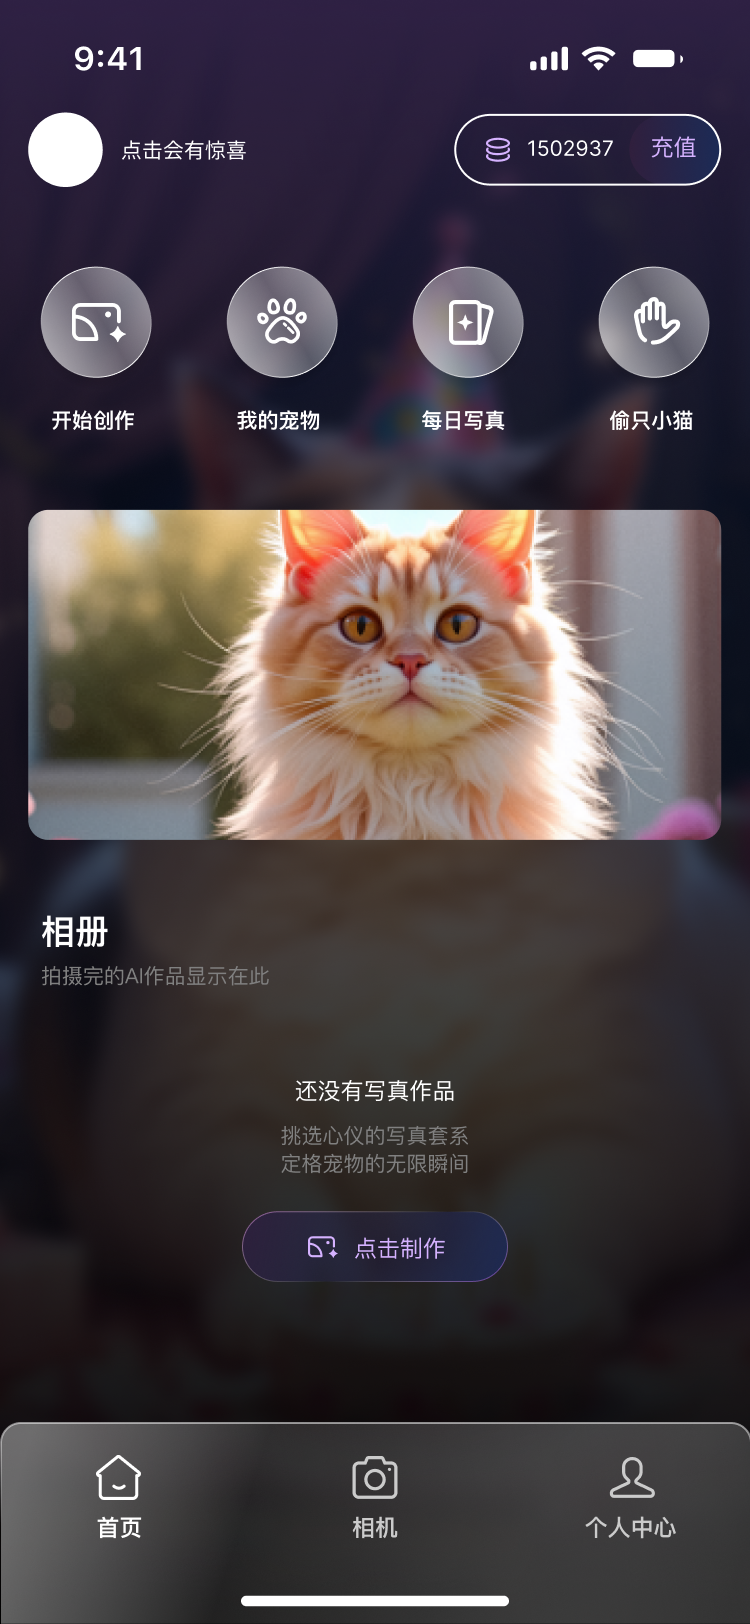 9:41
点击会有惊喜
1502937
充值
开始创作
我的宠物
每日写真
偷只小猫
相册
拍摄完的AI作品显示在此
还没有写真作品
挑选心仪的写真套系
定格宠物的无限瞬间
点击制作
首页
相机
个人中心